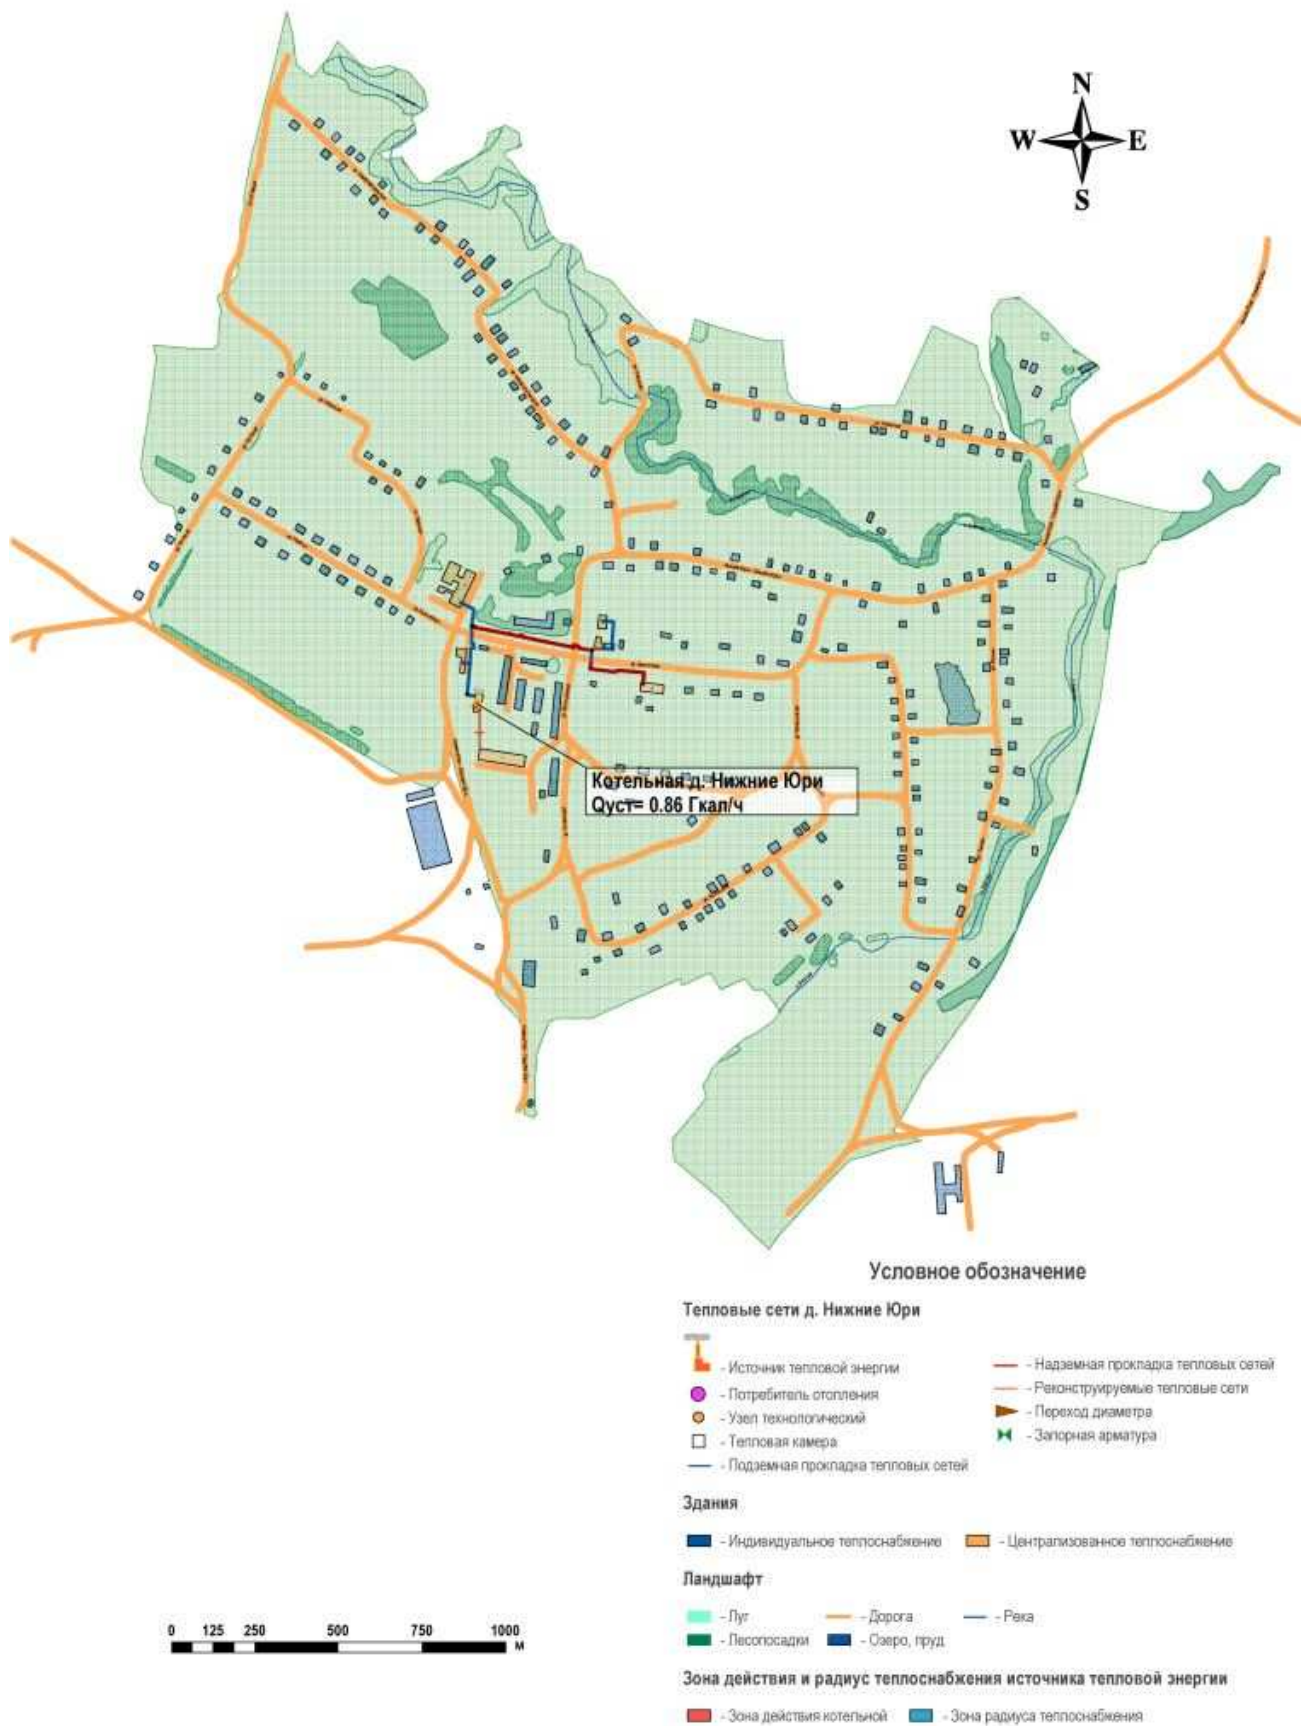 N
W E
S
Котельная д. Нижние Юри
Qуст= 0.86 Гкал/ч
Условное обозначение
Тепловые сети д. Нижние Юри
- Источник тепловой энергии
- Надземная прокладка тепловых сетей
- Потребитель отопления
- Реконструируемые тепловые сети
- Узел технологический
- Переход диаметра
- Тепловая камера
- Запорная арматура
- Подземная прокладка тепловых сетей
Здания
- Индивидуальное теплоснабжение
- Централизованное теплоснабжение
Ландшафт
- Луг
- Дорога
- Река
- Лесопосадки
- Озеро, пруд
0 125 250 500 750 1000
М
Зона действия и радиус теплоснабжения источника тепловой энергии
- Зона действия котельной
- Зона радиуса теплоснабжения